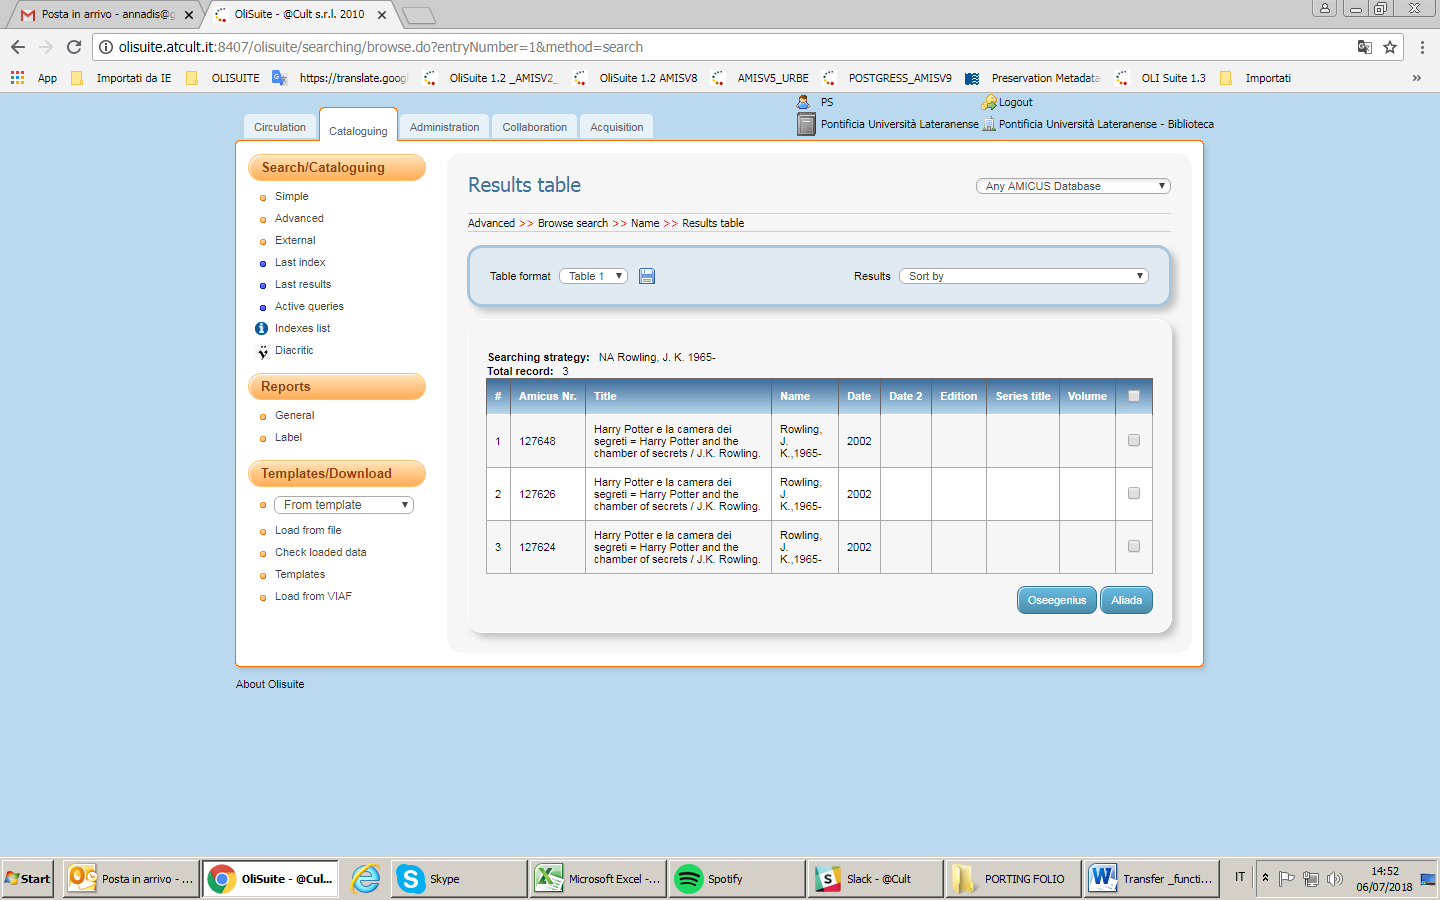 Posta in arrivo - annadis@g
OliSuite - @Cult s.r.l. 2010
olisuite.atcult.it:8407/olisuite/searching/browse.do?entryNumber=1&method=search
App Importati da IE OLISUITE https://translate.googl OliSuite 1.2 _AMISV2_ OliSuite 1.2 AMISV8 AMISV5_URBE POSTGRESS_AMISV9 Preservation Metadata OLI Suite 1.3 Importati »
PS Logout
Pontificia Università Lateranense Pontificia Università Lateranense - Biblioteca
Circulation Cataloguing Administration Collaboration Acquisition
Search/Cataloguing
Simple
Advanced
External
Last index
Last results
Active queries
Indexes list
Diacritic
Reports
General
Label
Templates/Download
From template
Load from file
Check loaded data
Templates
Load from VIAF
Results table
Any AMICUS Database
Advanced >> Browse search >> Name >> Results table
Table format Table 1 Results Sort by
Searching strategy: NA Rowling, J. K. 1965-
Total record: 3
# Amicus Nr. Title Name Date Date 2 Edition Series title Volume
1 127648 Harry Potter e la camera dei segreti = Harry Potter and the chamber of secrets / J.K. Rowling. Rowling, J. K.,1965- 2002
2 127626 Harry Potter e la camera dei segreti = Harry Potter and the chamber of secrets / J.K. Rowling. Rowling, J. K.,1965- 2002
3 127624 Harry Potter e la camera dei segreti = Harry Potter and the chamber of secrets / J.K. Rowling. Rowling, J. K.,1965- 2002
Oseegenius Aliada
About Olisuite
Start Posta in arrivo - ... OliSuite - @Cul... Skype Microsoft Excel -... Spotify Slack - @Cult PORTING FOLIO Transfer _functi... IT 14:52
06/07/2018